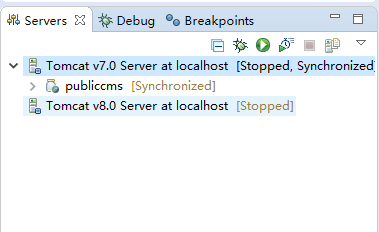 Servers Debug Breakpoints
Tomcat v7.0 Server at localhost [Stopped, Synchronized
publiccms [Synchronized]
Tomcat v8.0 Server at localhost [Stopped]